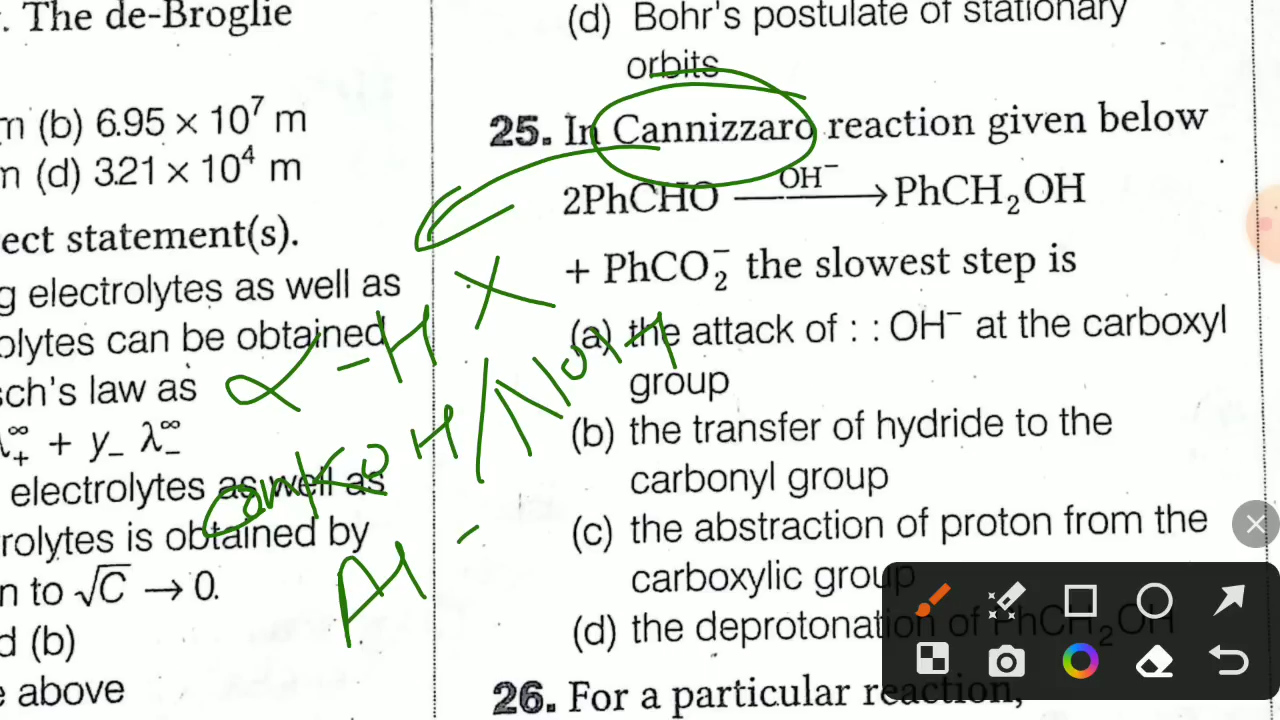 . The de-Broglie
m (b) 6.95 × 10⁷ m
m (d) 3.21 × 10⁴ m
ect statement(s).
g electrolytes as well as
olytes can be obtained
sch's law as
λ₊^∞ + y₋ λ₋^∞
electrolytes as well as
rolytes is obtained by
n to √C → 0.
d (b)
e above
(d) Bohr's postulate of stationary
orbits
25. In Cannizzaro reaction given below
2PhCHO —OH⁻→ PhCH₂OH
+ PhCO₂⁻ the slowest step is
(a) the attack of : : OH⁻ at the carboxyl
group
(b) the transfer of hydride to the
carbonyl group
(c) the abstraction of proton from the
carboxylic group
(d) the deprotonation of PhCH₂OH
26. For a particular reaction,
α-H ×
KOH/NaOH